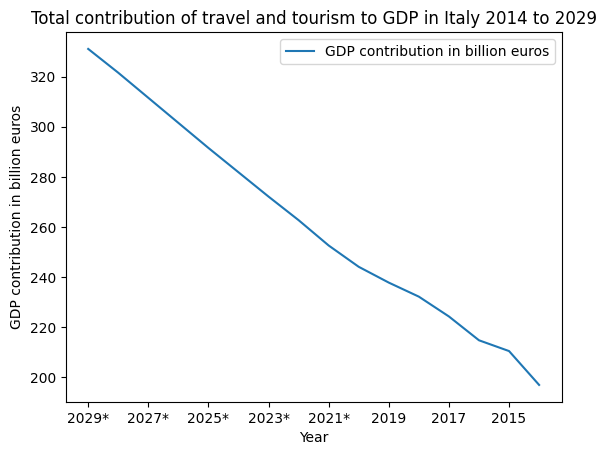 Total contribution of travel and tourism to GDP in Italy 2014 to 2029
GDP contribution in billion euros
GDP contribution in billion euros
320
300
280
260
240
220
200
2029* 2027* 2025* 2023* 2021* 2019 2017 2015
Year